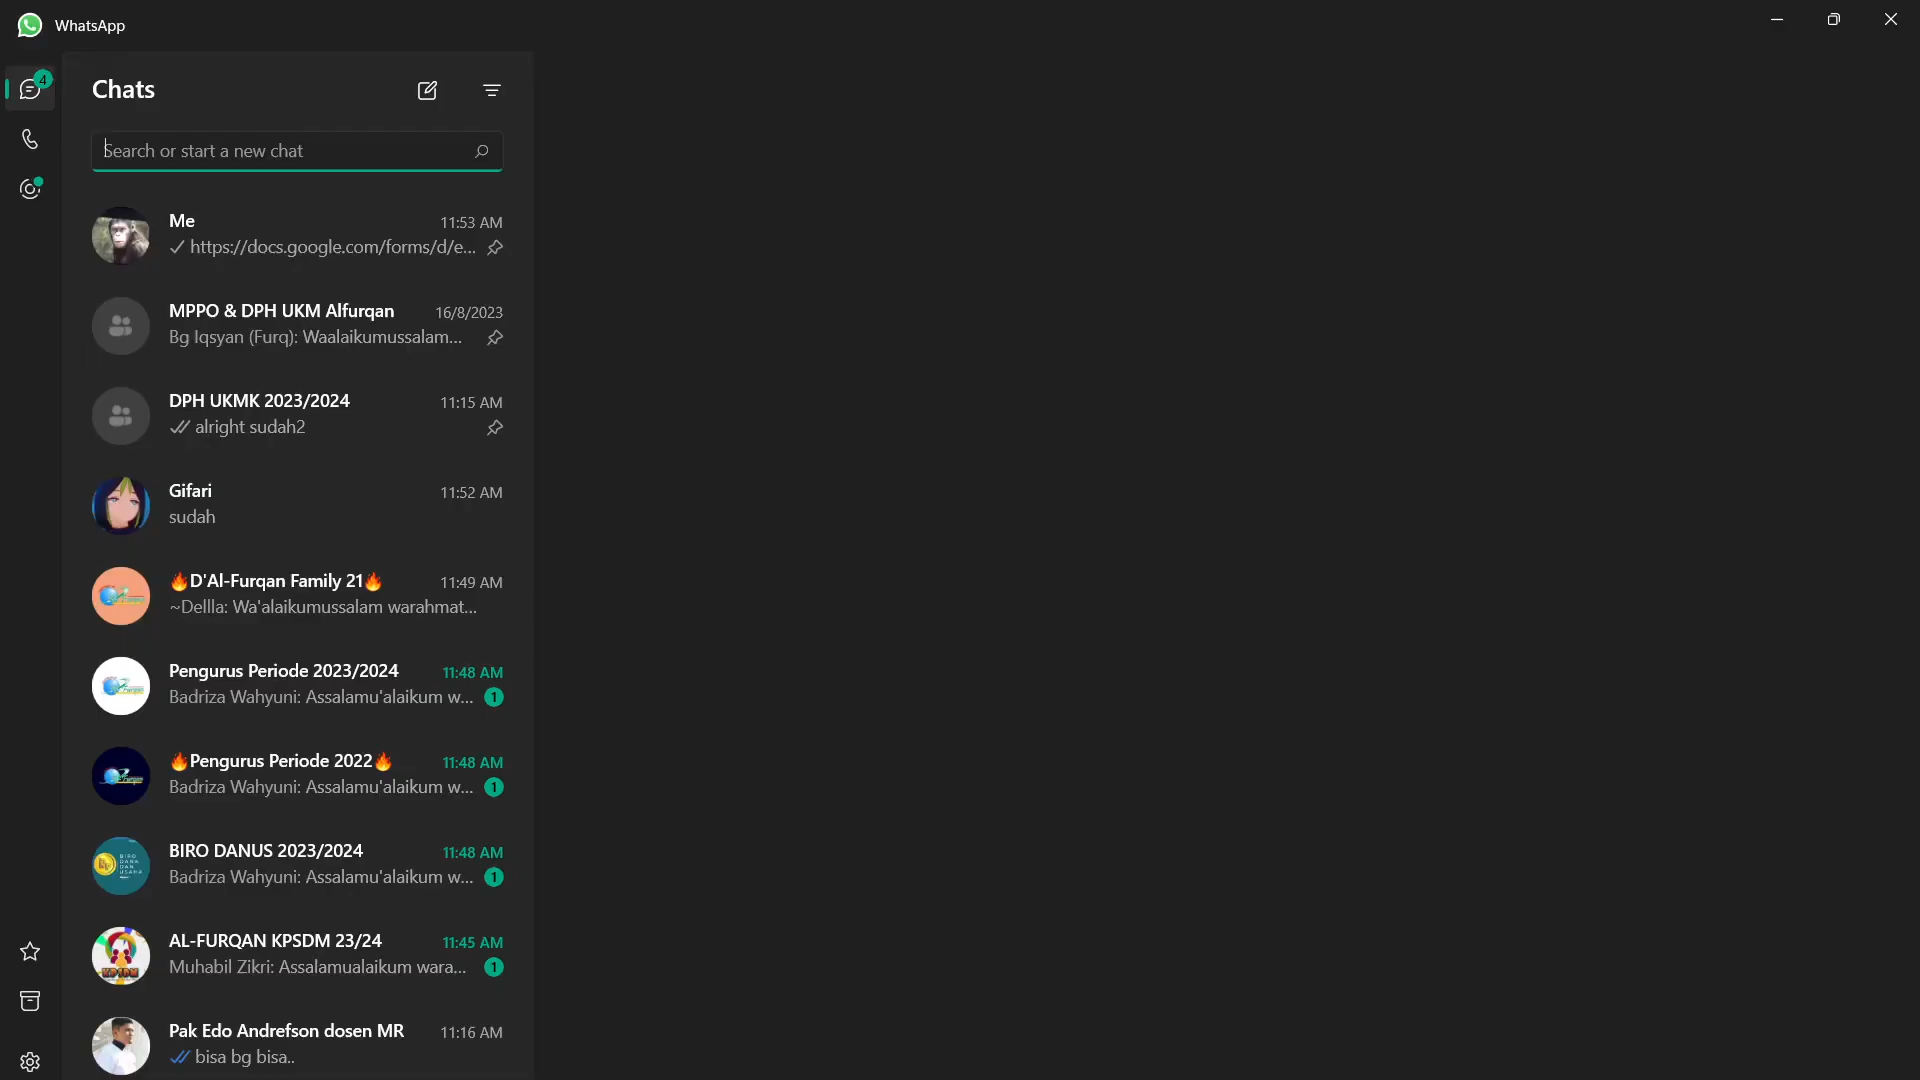 WhatsApp
4
Chats
Search or start a new chat
Me 11:53 AM
https://docs.google.com/forms/d/e...
MPPO & DPH UKM Alfurqan 16/8/2023
Bg Iqsyan (Furq): Waalaikumussalam...
DPH UKMK 2023/2024 11:15 AM
alright sudah2
Gifari 11:52 AM
sudah
🔥D'Al-Furqan Family 21🔥 11:49 AM
~Dellla: Wa'alaikumussalam warahmat...
Pengurus Periode 2023/2024 11:48 AM
Badriza Wahyuni: Assalamu'alaikum w... 1
🔥Pengurus Periode 2022🔥 11:48 AM
Badriza Wahyuni: Assalamu'alaikum w... 1
BIRO DANUS 2023/2024 11:48 AM
Badriza Wahyuni: Assalamu'alaikum w... 1
AL-FURQAN KPSDM 23/24 11:45 AM
Muhabil Zikri: Assalamualaikum wara... 1
Pak Edo Andrefson dosen MR 11:16 AM
bisa bg bisa..